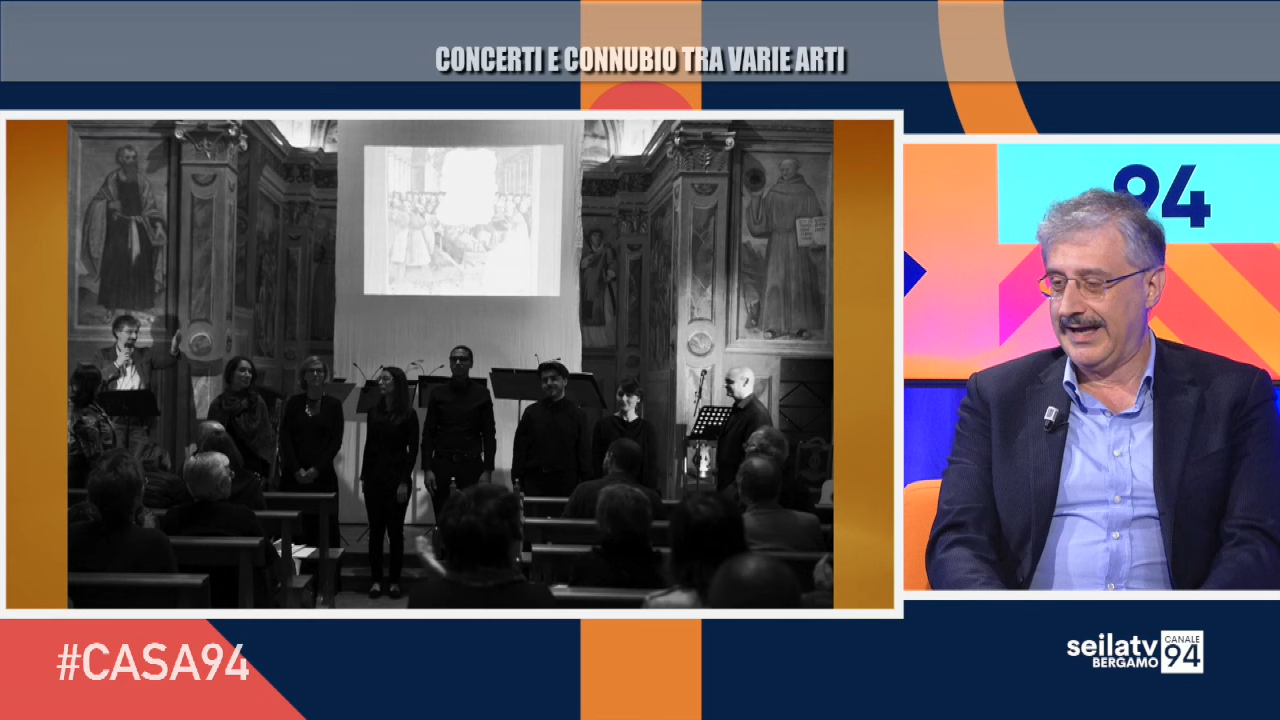 CONCERTI E CONNUBIO TRA VARIE ARTI
94
#CASA94
seilatv
BERGAMO
CANALE
94